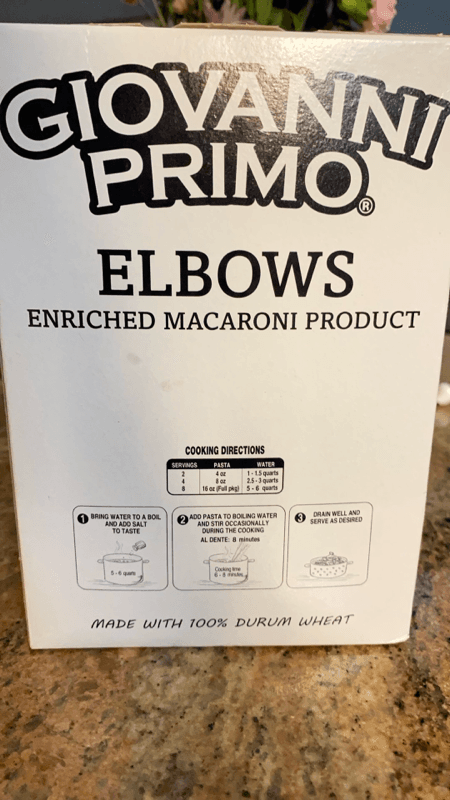 GIOVANNI
PRIMO®
ELBOWS
ENRICHED MACARONI PRODUCT
COOKING DIRECTIONS
SERVINGS PASTA WATER
2 4 oz 1 - 1.5 quarts
4 8 oz 2.5 - 3 quarts
8 16 oz (Full pkg) 5 - 6 quarts
1 BRING WATER TO A BOIL
AND ADD SALT
TO TASTE
5 - 6 quarts
2 ADD PASTA TO BOILING WATER
AND STIR OCCASIONALLY
DURING THE COOKING
AL DENTE: 8 minutes
Cooking time
6 - 8 minutes
3 DRAIN WELL AND
SERVE AS DESIRED
MADE WITH 100% DURUM WHEAT